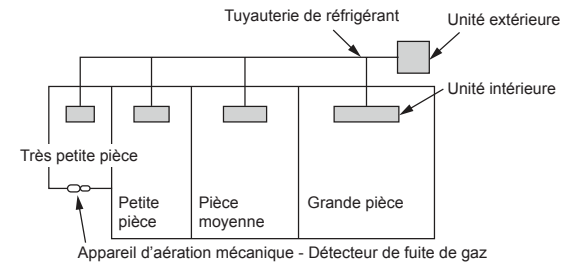 Tuyauterie de réfrigérant
Unité extérieure
Unité intérieure
Très petite pièce
Petite
pièce
Pièce
moyenne
Grande pièce
Appareil d'aération mécanique - Détecteur de fuite de gaz